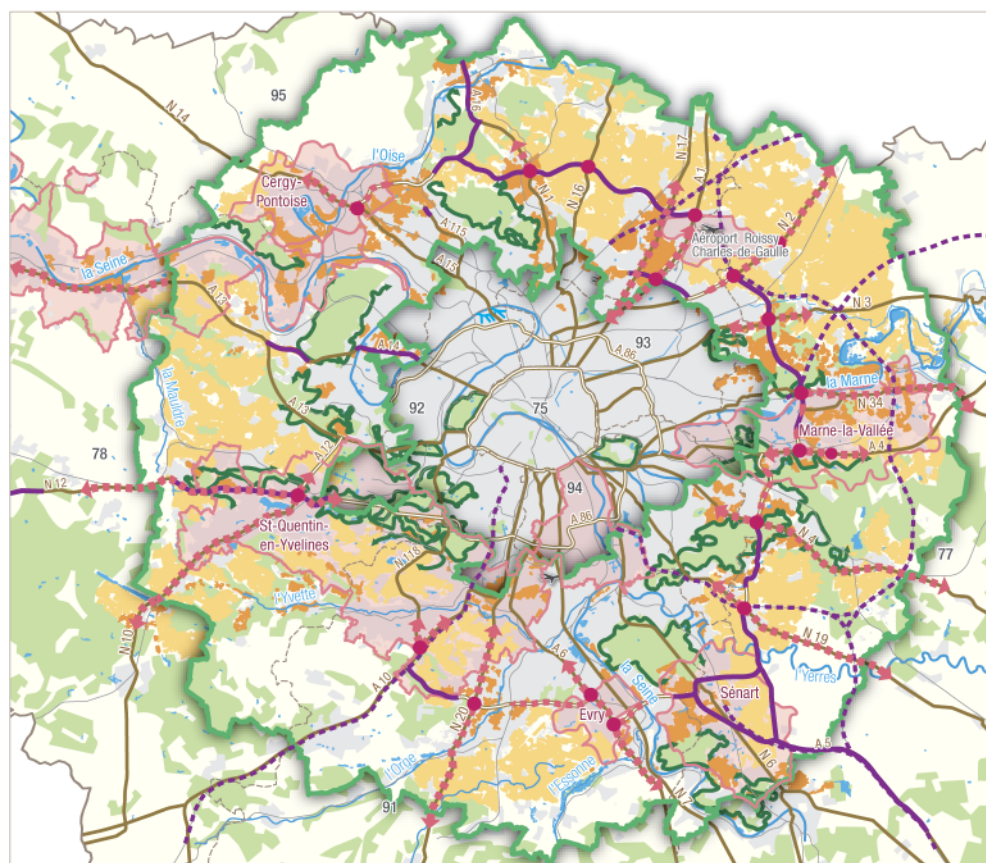 95
N 14
A 16
l'Oise
N 17
A 1
Cergy-
Pontoise
N 1
N 16
N 2
A 115
Aéroport Roissy
Charles-de-Gaulle
la Seine
A 15
A 13
N 3
93
A 86
A 14
la Marne
la Mauldre
N 34
A 13
92
75
Marne-la-Vallée
A 12
A 4
78
N 12
94
St-Quentin-
en-Yvelines
A 86
N 4
N 118
77
l'Yvette
N 10
N 19
A 6
l'Yerres
A 10
la Seine
Sénart
Evry
N 20
A 5
l'Orge
N 6
l'Essonne
N 7
91